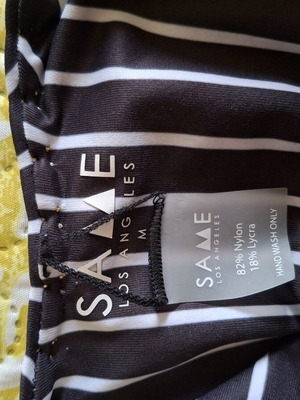 SAME
LOS ANGELES
M
SAME
LOS ANGELES
82% Nylon
18% Lycra
HAND WASH ONLY